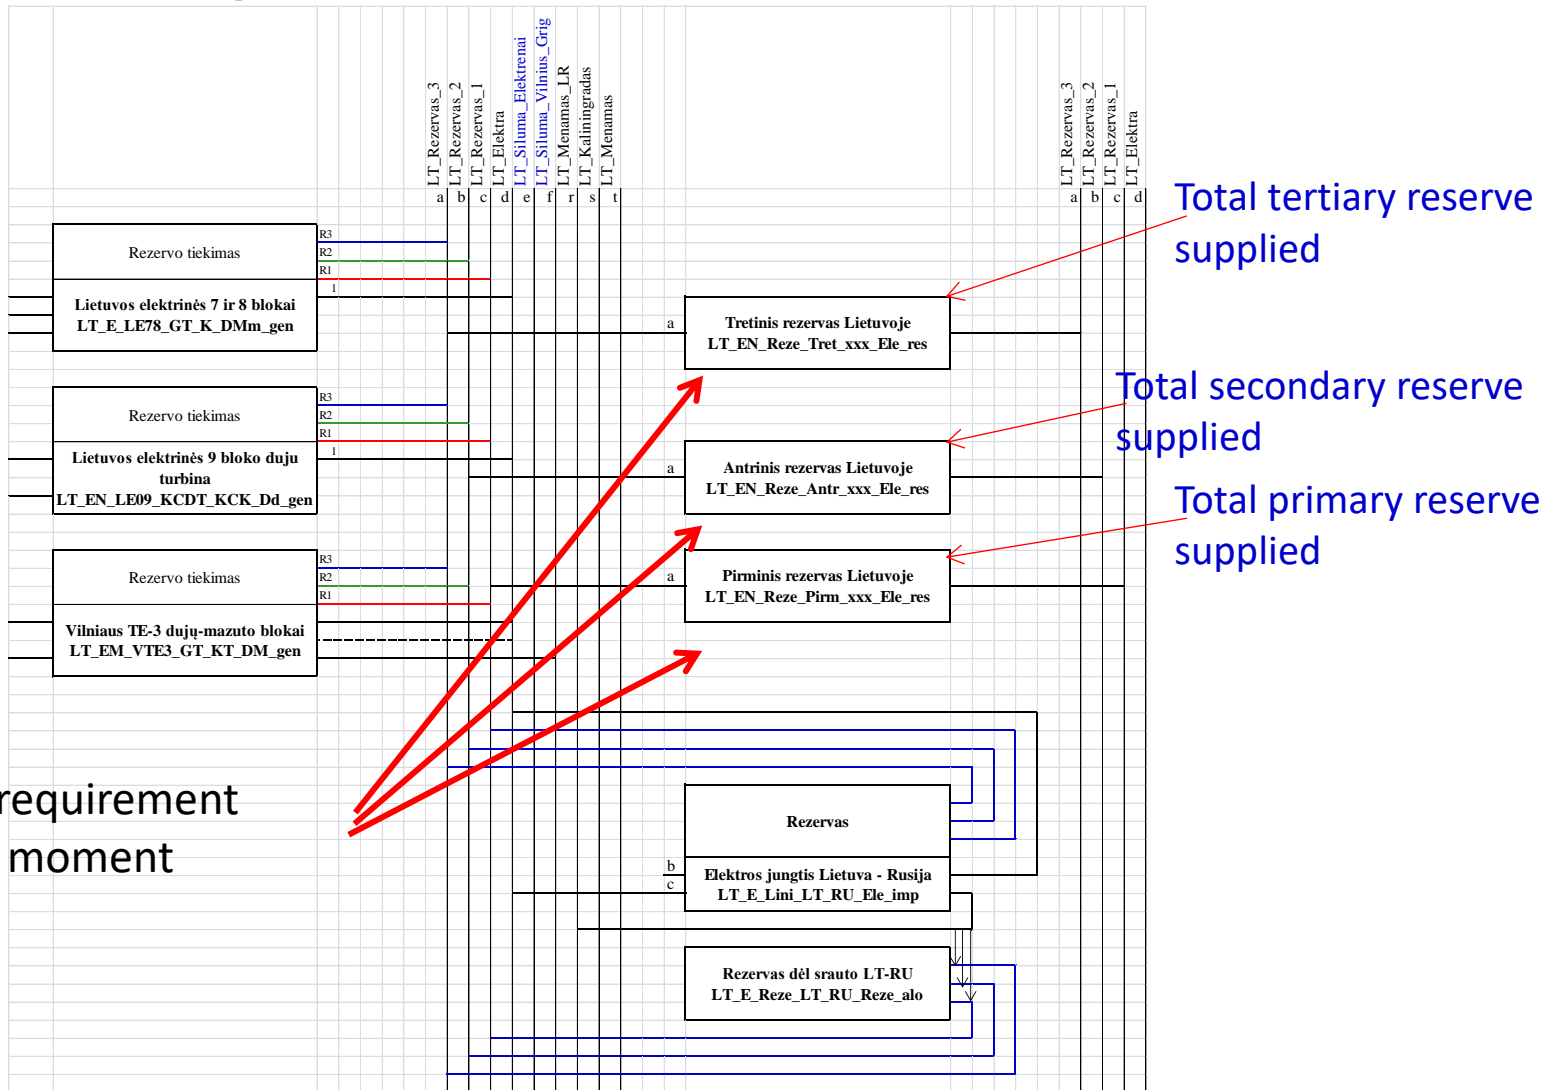 LT_Rezervas_3
LT_Rezervas_2
LT_Rezervas_1
LT_Elektra
LT_Siluma_Elektrenai
LT_Siluma_Vilnius_Grig
LT_Menamas_LR
LT_Kaliningradas
LT_Menamas
a b c d e f r s t
LT_Rezervas_3
LT_Rezervas_2
LT_Rezervas_1
LT_Elektra
a b c d
Total tertiary reserve
supplied
Rezervo tiekimas
R3
R2
R1
1
Lietuvos elektrinės 7 ir 8 blokai
LT_E_LE78_GT_K_DMm_gen
a
Tretinis rezervas Lietuvoje
LT_EN_Reze_Tret_xxx_Ele_res
Total secondary reserve
supplied
Rezervo tiekimas
R3
R2
R1
1
Lietuvos elektrinės 9 bloko duju
turbina
LT_EN_LE09_KCDT_KCK_Dd_gen
a
Antrinis rezervas Lietuvoje
LT_EN_Reze_Antr_xxx_Ele_res
Total primary reserve
supplied
Rezervo tiekimas
R3
R2
R1
Vilniaus TE-3 dujų-mazuto blokai
LT_EM_VTE3_GT_KT_DM_gen
a
Pirminis rezervas Lietuvoje
LT_EN_Reze_Pirm_xxx_Ele_res
requirement
moment
Rezervas
b
c
Elektros jungtis Lietuva - Rusija
LT_E_Lini_LT_RU_Ele_imp
Rezervas dėl srauto LT-RU
LT_E_Reze_LT_RU_Reze_alo